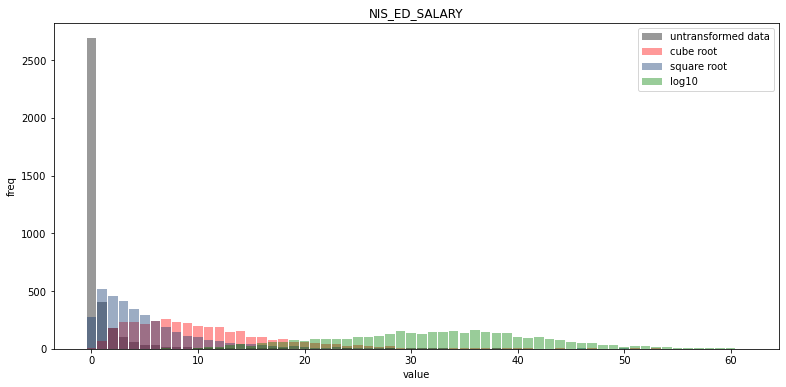 NIS_ED_SALARY
untransformed data
cube root
square root
log10
2500
2000
1500
1000
500
0
freq
0 10 20 30 40 50 60
value